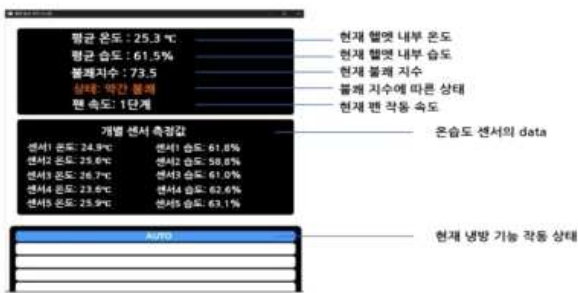 평균 온도 : 25.3 ℃
평균 습도 : 61.5%
불쾌지수 : 73.5
상태: 약간 불쾌
팬 속도: 1단계
현재 헬멧 내부 온도
현재 헬멧 내부 습도
현재 불쾌 지수
불쾌 지수에 따른 상태
현재 팬 작동 속도
개별 센서 측정값
센서1 온도: 24.9℃ 센서1 습도: 61.8%
센서2 온도: 25.6℃ 센서2 습도: 58.8%
센서3 온도: 26.7℃ 센서3 습도: 61.0%
센서4 온도: 23.6℃ 센서4 습도: 62.6%
센서5 온도: 25.9℃ 센서5 습도: 63.1%
온습도 센서의 data
AUTO
현재 냉방 기능 작동 상태